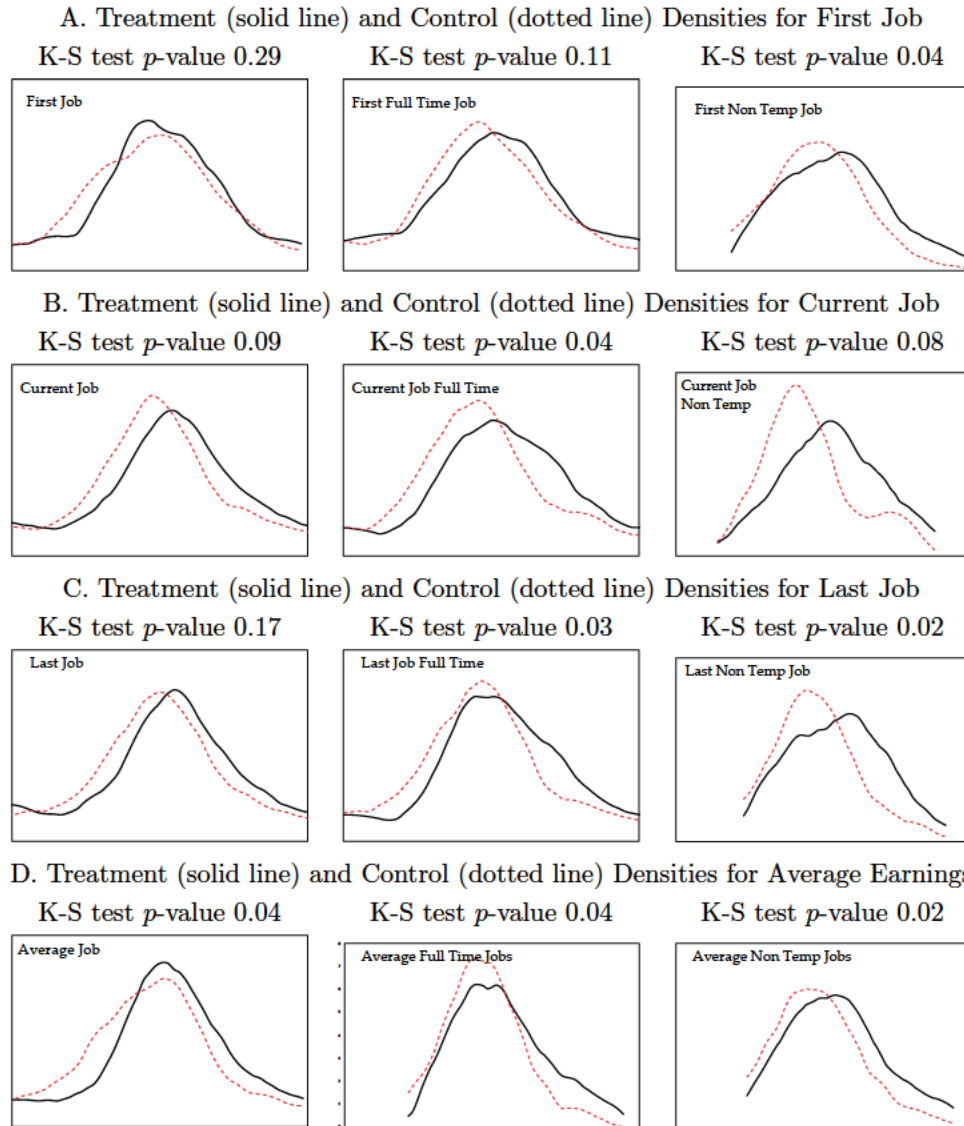 A. Treatment (solid line) and Control (dotted line) Densities for First Job
K-S test p-value 0.29
K-S test p-value 0.11
K-S test p-value 0.04
First Job
First Full Time Job
First Non Temp Job
B. Treatment (solid line) and Control (dotted line) Densities for Current Job
K-S test p-value 0.09
K-S test p-value 0.04
K-S test p-value 0.08
Current Job
Current Job Full Time
Current Job
Non Temp
C. Treatment (solid line) and Control (dotted line) Densities for Last Job
K-S test p-value 0.17
K-S test p-value 0.03
K-S test p-value 0.02
Last Job
Last Job Full Time
Last Non Temp Job
D. Treatment (solid line) and Control (dotted line) Densities for Average Earnings
K-S test p-value 0.04
K-S test p-value 0.04
K-S test p-value 0.02
Average Job
Average Full Time Jobs
Average Non Temp Jobs